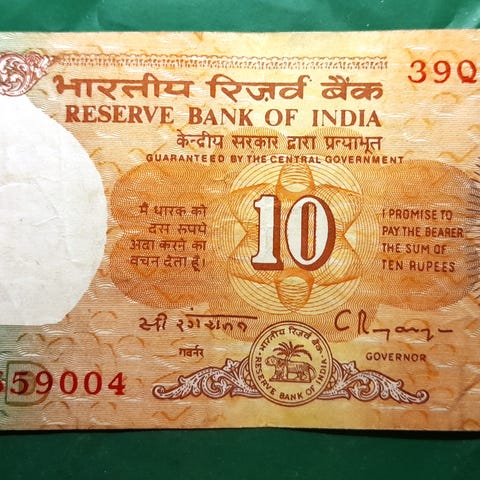 39Q
भारतीय रिज़र्व बैंक
RESERVE BANK OF INDIA
केन्द्रीय सरकार द्वारा प्रत्याभूत
GUARANTEED BY THE CENTRAL GOVERNMENT
मैं धारक को
दस रुपये
अदा करने का
वचन देता हूँ।
10
I PROMISE TO
PAY THE BEARER
THE SUM OF
TEN RUPEES
गवर्नर
GOVERNOR
भारतीय रिज़र्व बैंक
RESERVE BANK OF INDIA
59004